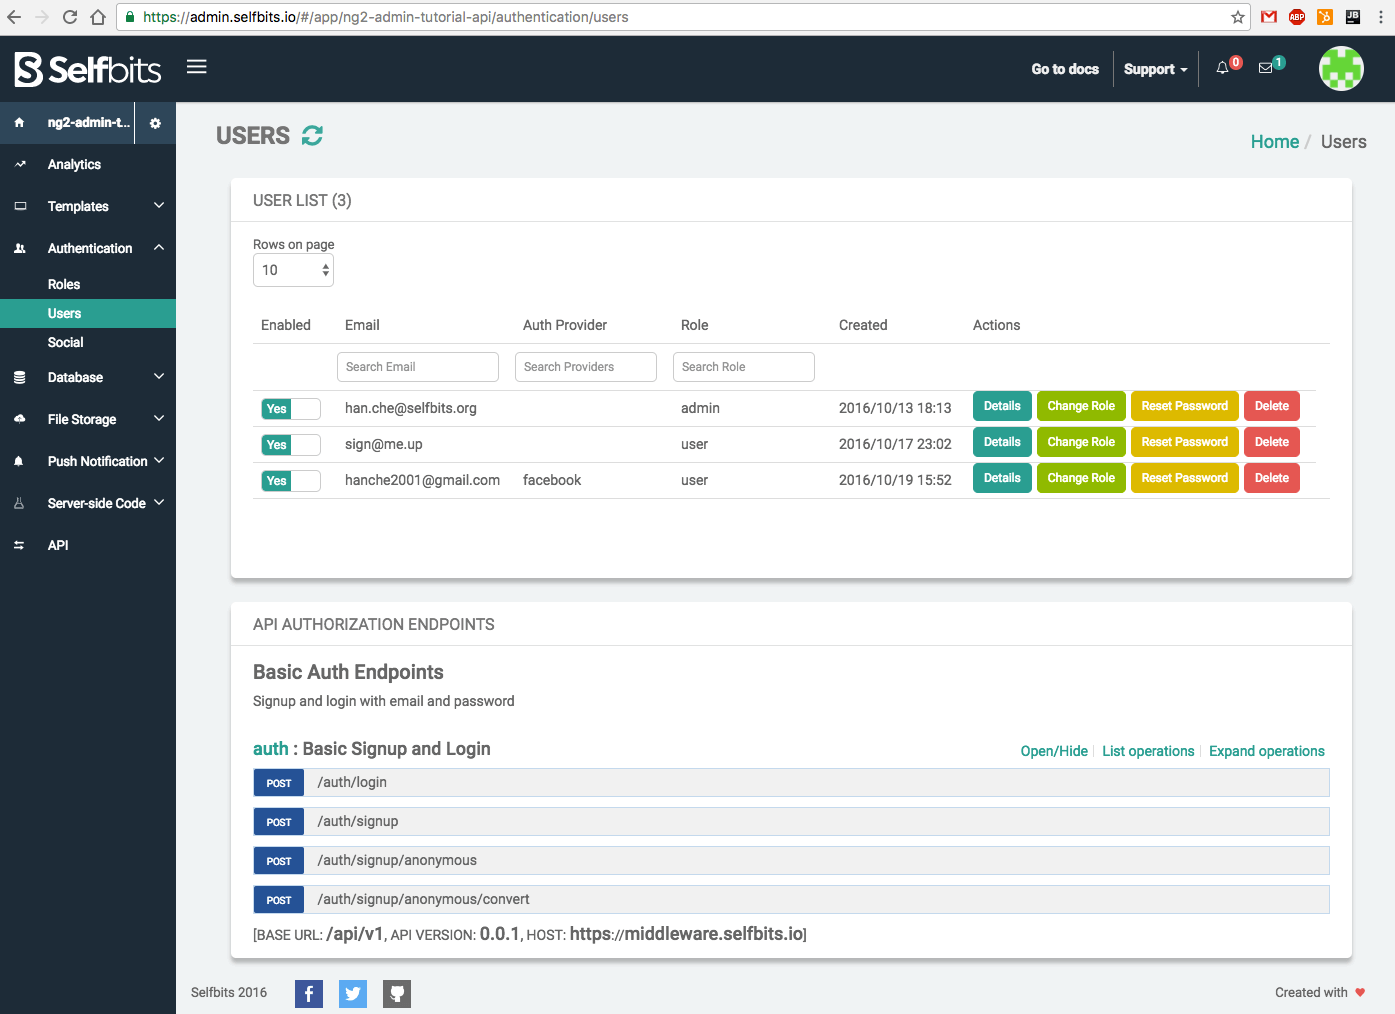 https://admin.selfbits.io/#/app/ng2-admin-tutorial-api/authentication/users
ABP
JB
Selfbits
Go to docs
Support
0
1
ng2-admin-t...
Analytics
Templates
Authentication
Roles
Users
Social
Database
File Storage
Push Notification
Server-side Code
API
USERS
Home / Users
USER LIST (3)
Rows on page
10
Enabled Email Auth Provider Role Created Actions
Search Email Search Providers Search Role
Yes han.che@selfbits.org admin 2016/10/13 18:13 Details Change Role Reset Password Delete
Yes sign@me.up user 2016/10/17 23:02 Details Change Role Reset Password Delete
Yes hanche2001@gmail.com facebook user 2016/10/19 15:52 Details Change Role Reset Password Delete
API AUTHORIZATION ENDPOINTS
Basic Auth Endpoints
Signup and login with email and password
auth : Basic Signup and Login
Open/Hide List operations Expand operations
POST /auth/login
POST /auth/signup
POST /auth/signup/anonymous
POST /auth/signup/anonymous/convert
[BASE URL: /api/v1, API VERSION: 0.0.1, HOST: https://middleware.selfbits.io]
Selfbits 2016
Created with